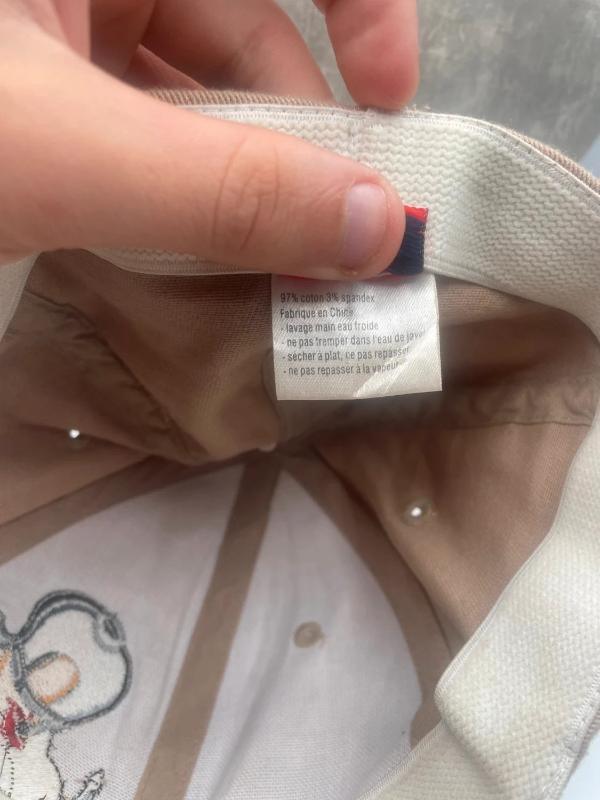 97% coton 3% spandex
Fabriqué en Chine
- lavage main eau froide
- ne pas tremper dans l'eau de javel
- sécher à plat, ne pas repasser
- ne pas repasser à la vapeur